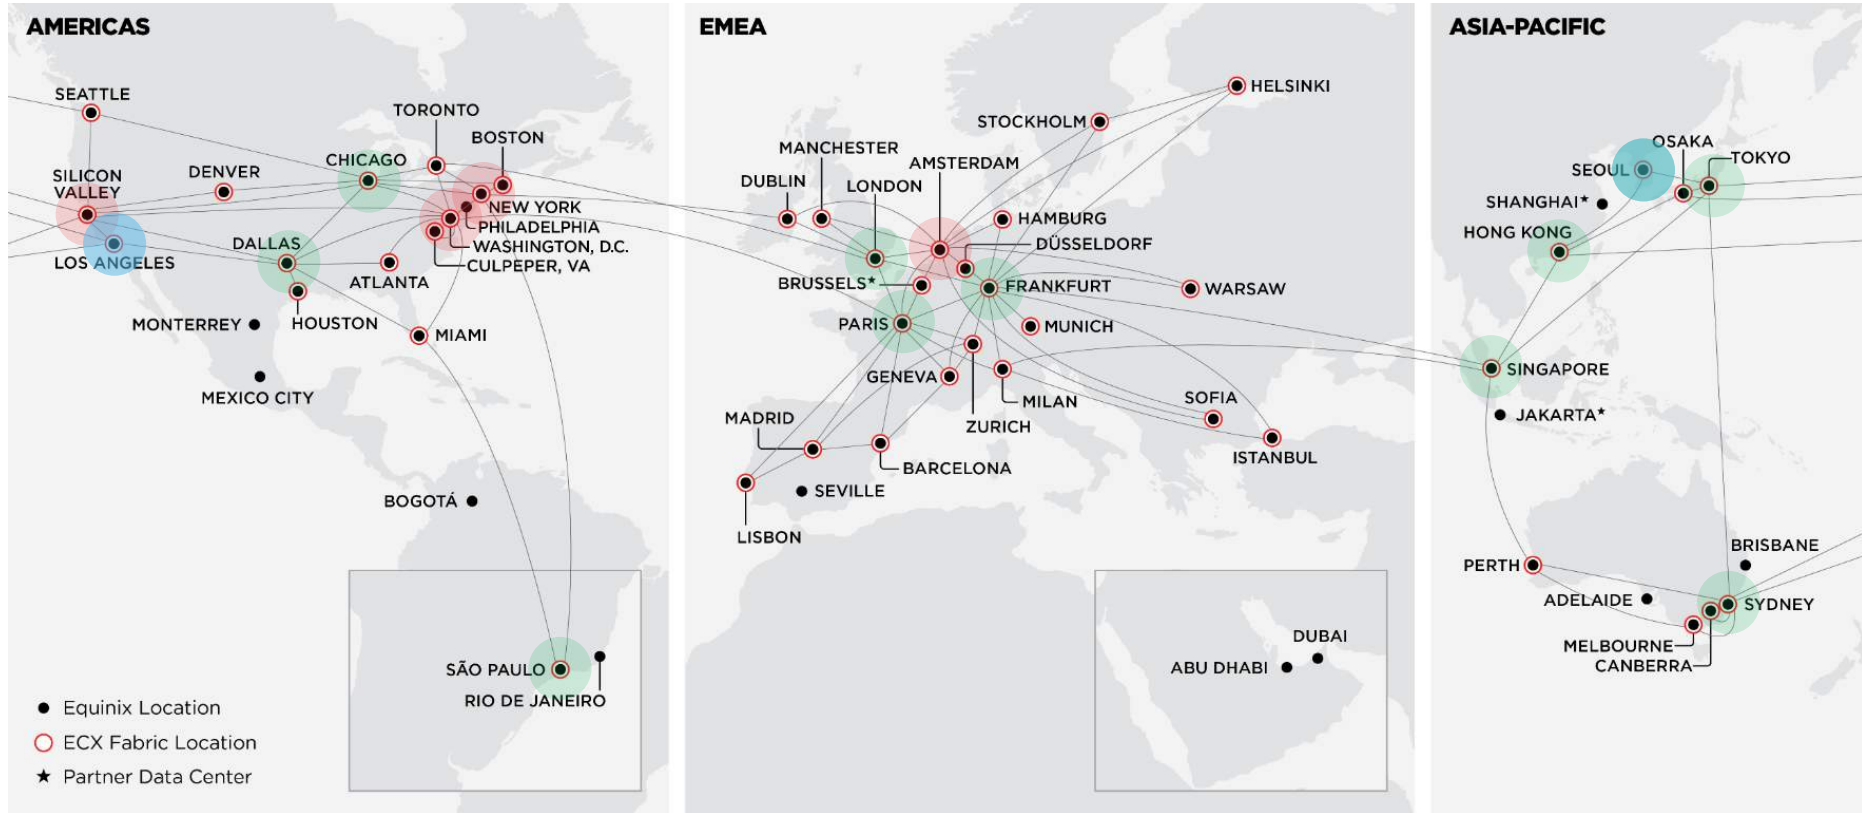 AMERICAS
SEATTLE
TORONTO
BOSTON
CHICAGO
DENVER
SILICON
VALLEY
NEW YORK
PHILADELPHIA
WASHINGTON, D.C.
CULPEPER, VA
DALLAS
LOS ANGELES
ATLANTA
HOUSTON
MONTERREY
MIAMI
MEXICO CITY
BOGOTÁ
SÃO PAULO
RIO DE JANEIRO
● Equinix Location
ECX Fabric Location
★ Partner Data Center
EMEA
HELSINKI
STOCKHOLM
MANCHESTER
AMSTERDAM
DUBLIN
LONDON
HAMBURG
DÜSSELDORF
BRUSSELS★
FRANKFURT
WARSAW
PARIS
MUNICH
GENEVA
MILAN
SOFIA
MADRID
ZURICH
ISTANBUL
BARCELONA
SEVILLE
LISBON
DUBAI
ABU DHABI
ASIA-PACIFIC
OSAKA
TOKYO
SEOUL
SHANGHAI★
HONG KONG
SINGAPORE
JAKARTA★
BRISBANE
PERTH
ADELAIDE
SYDNEY
MELBOURNE
CANBERRA